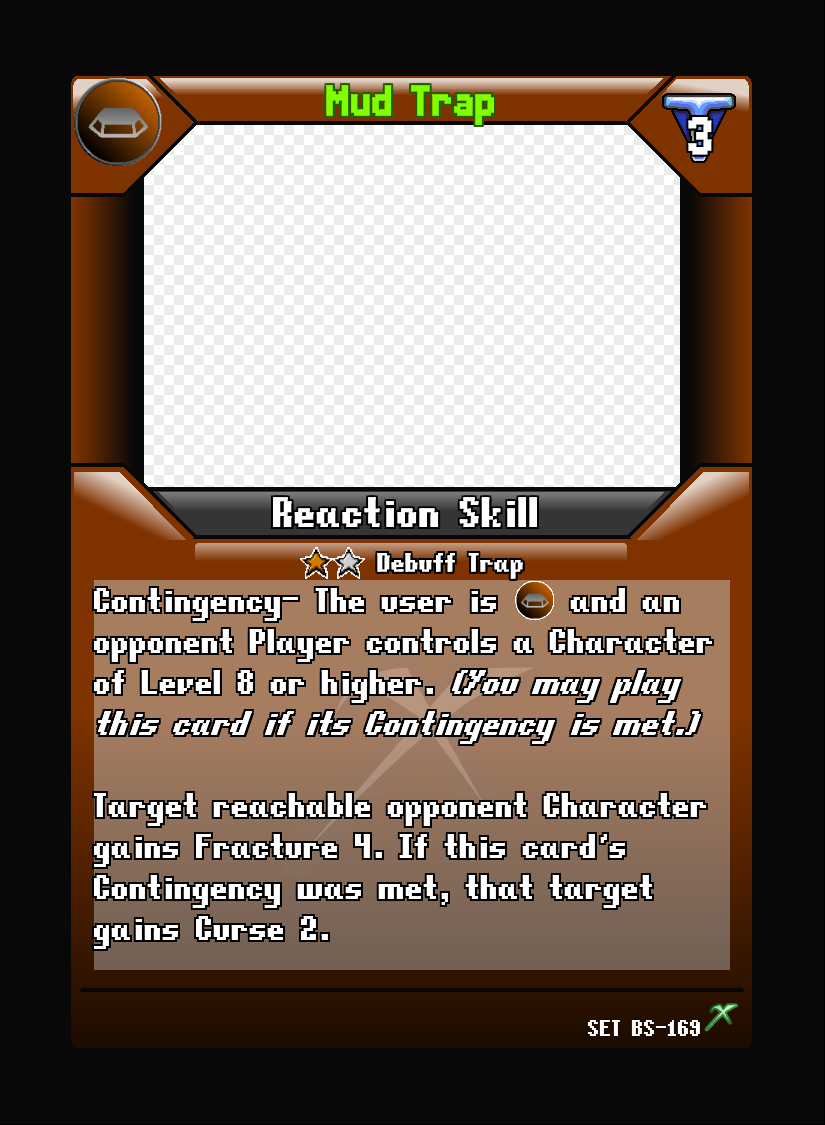 Mud Trap
3
Reaction Skill
Debuff Trap
Contingency- The user is and an
opponent Player controls a Character
of Level 8 or higher. (You may play
this card if its Contingency is met.)
Target reachable opponent Character
gains Fracture 4. If this card's
Contingency was met, that target
gains Curse 2.
SET BS-169